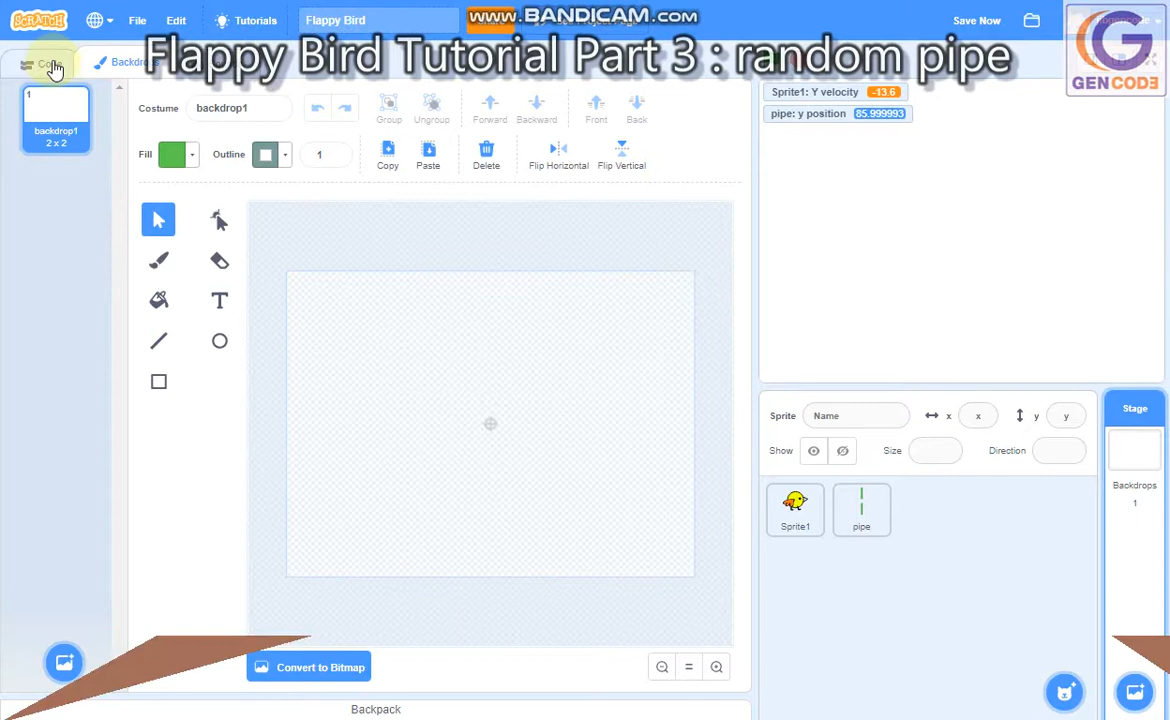 SCRATCH File Edit Tutorials Flappy Bird www.BANDICAM.com Save Now
Flappy Bird Tutorial Part 3 : random pipe
GENCODE
1
backdrop1
2 x 2
Costume backdrop1 Group Ungroup Forward Backward Front Back
Fill Outline 1 Copy Paste Delete Flip Horizontal Flip Vertical
Sprite1: Y velocity -13.6
pipe: y position 85.999993
Sprite Name x x y y
Show Size Direction
Sprite1 pipe
Stage
Backdrops
1
Convert to Bitmap
Backpack